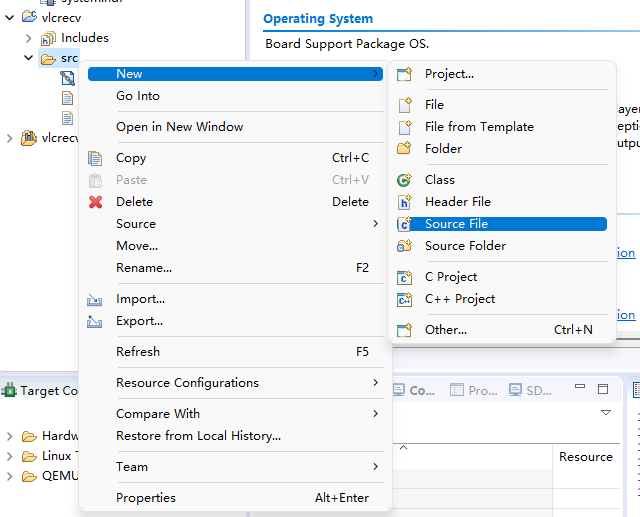 vlcrecv
Includes
src
vlcrecv
Operating System
Board Support Package OS.
New
Go Into
Open in New Window
Copy Ctrl+C
Paste Ctrl+V
Delete Delete
Source
Move...
Rename... F2
Import...
Export...
Refresh F5
Resource Configurations
Compare With
Restore from Local History...
Team
Properties Alt+Enter
Project...
File
File from Template
Folder
Class
Header File
Source File
Source Folder
C Project
C++ Project
Other... Ctrl+N
Target Co
Hardw
Linux T
QEMU
Co...
Pro...
SD...
Resource